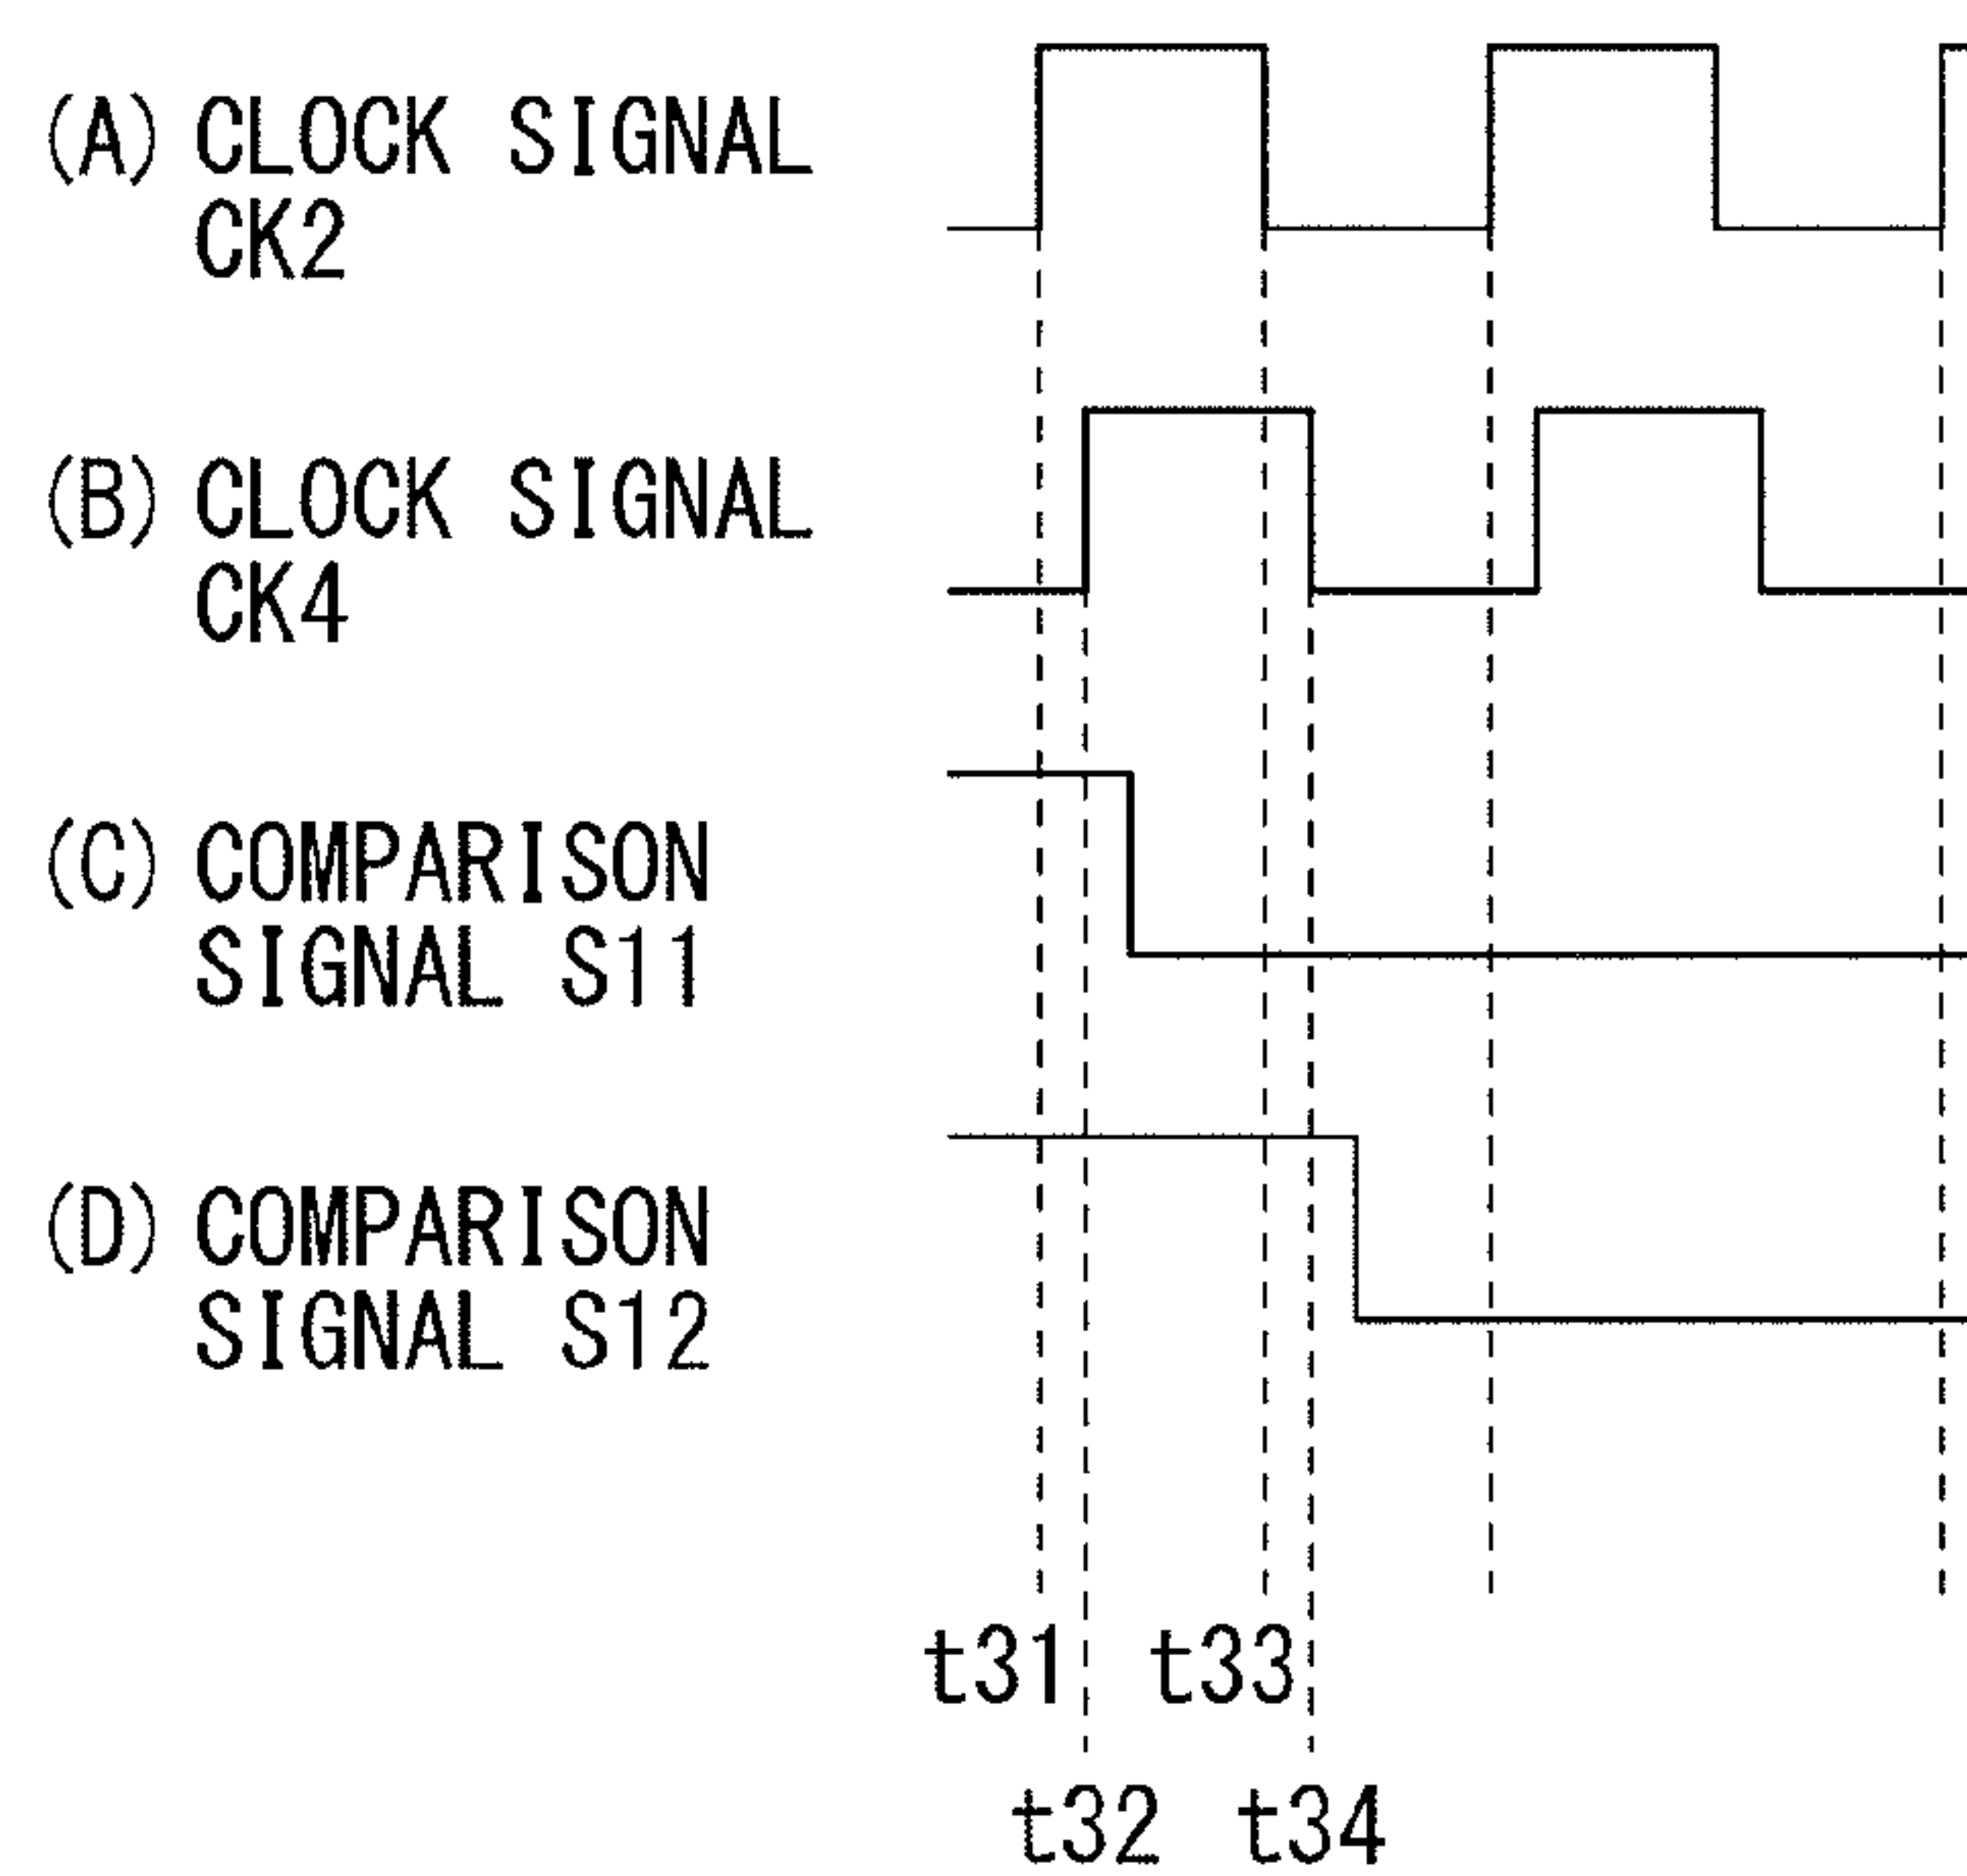 (A) CLOCK SIGNAL
CK2
(B) CLOCK SIGNAL
CK4
(C) COMPARISON
SIGNAL S11
(D) COMPARISON
SIGNAL S12
t31 t33
t32 t34